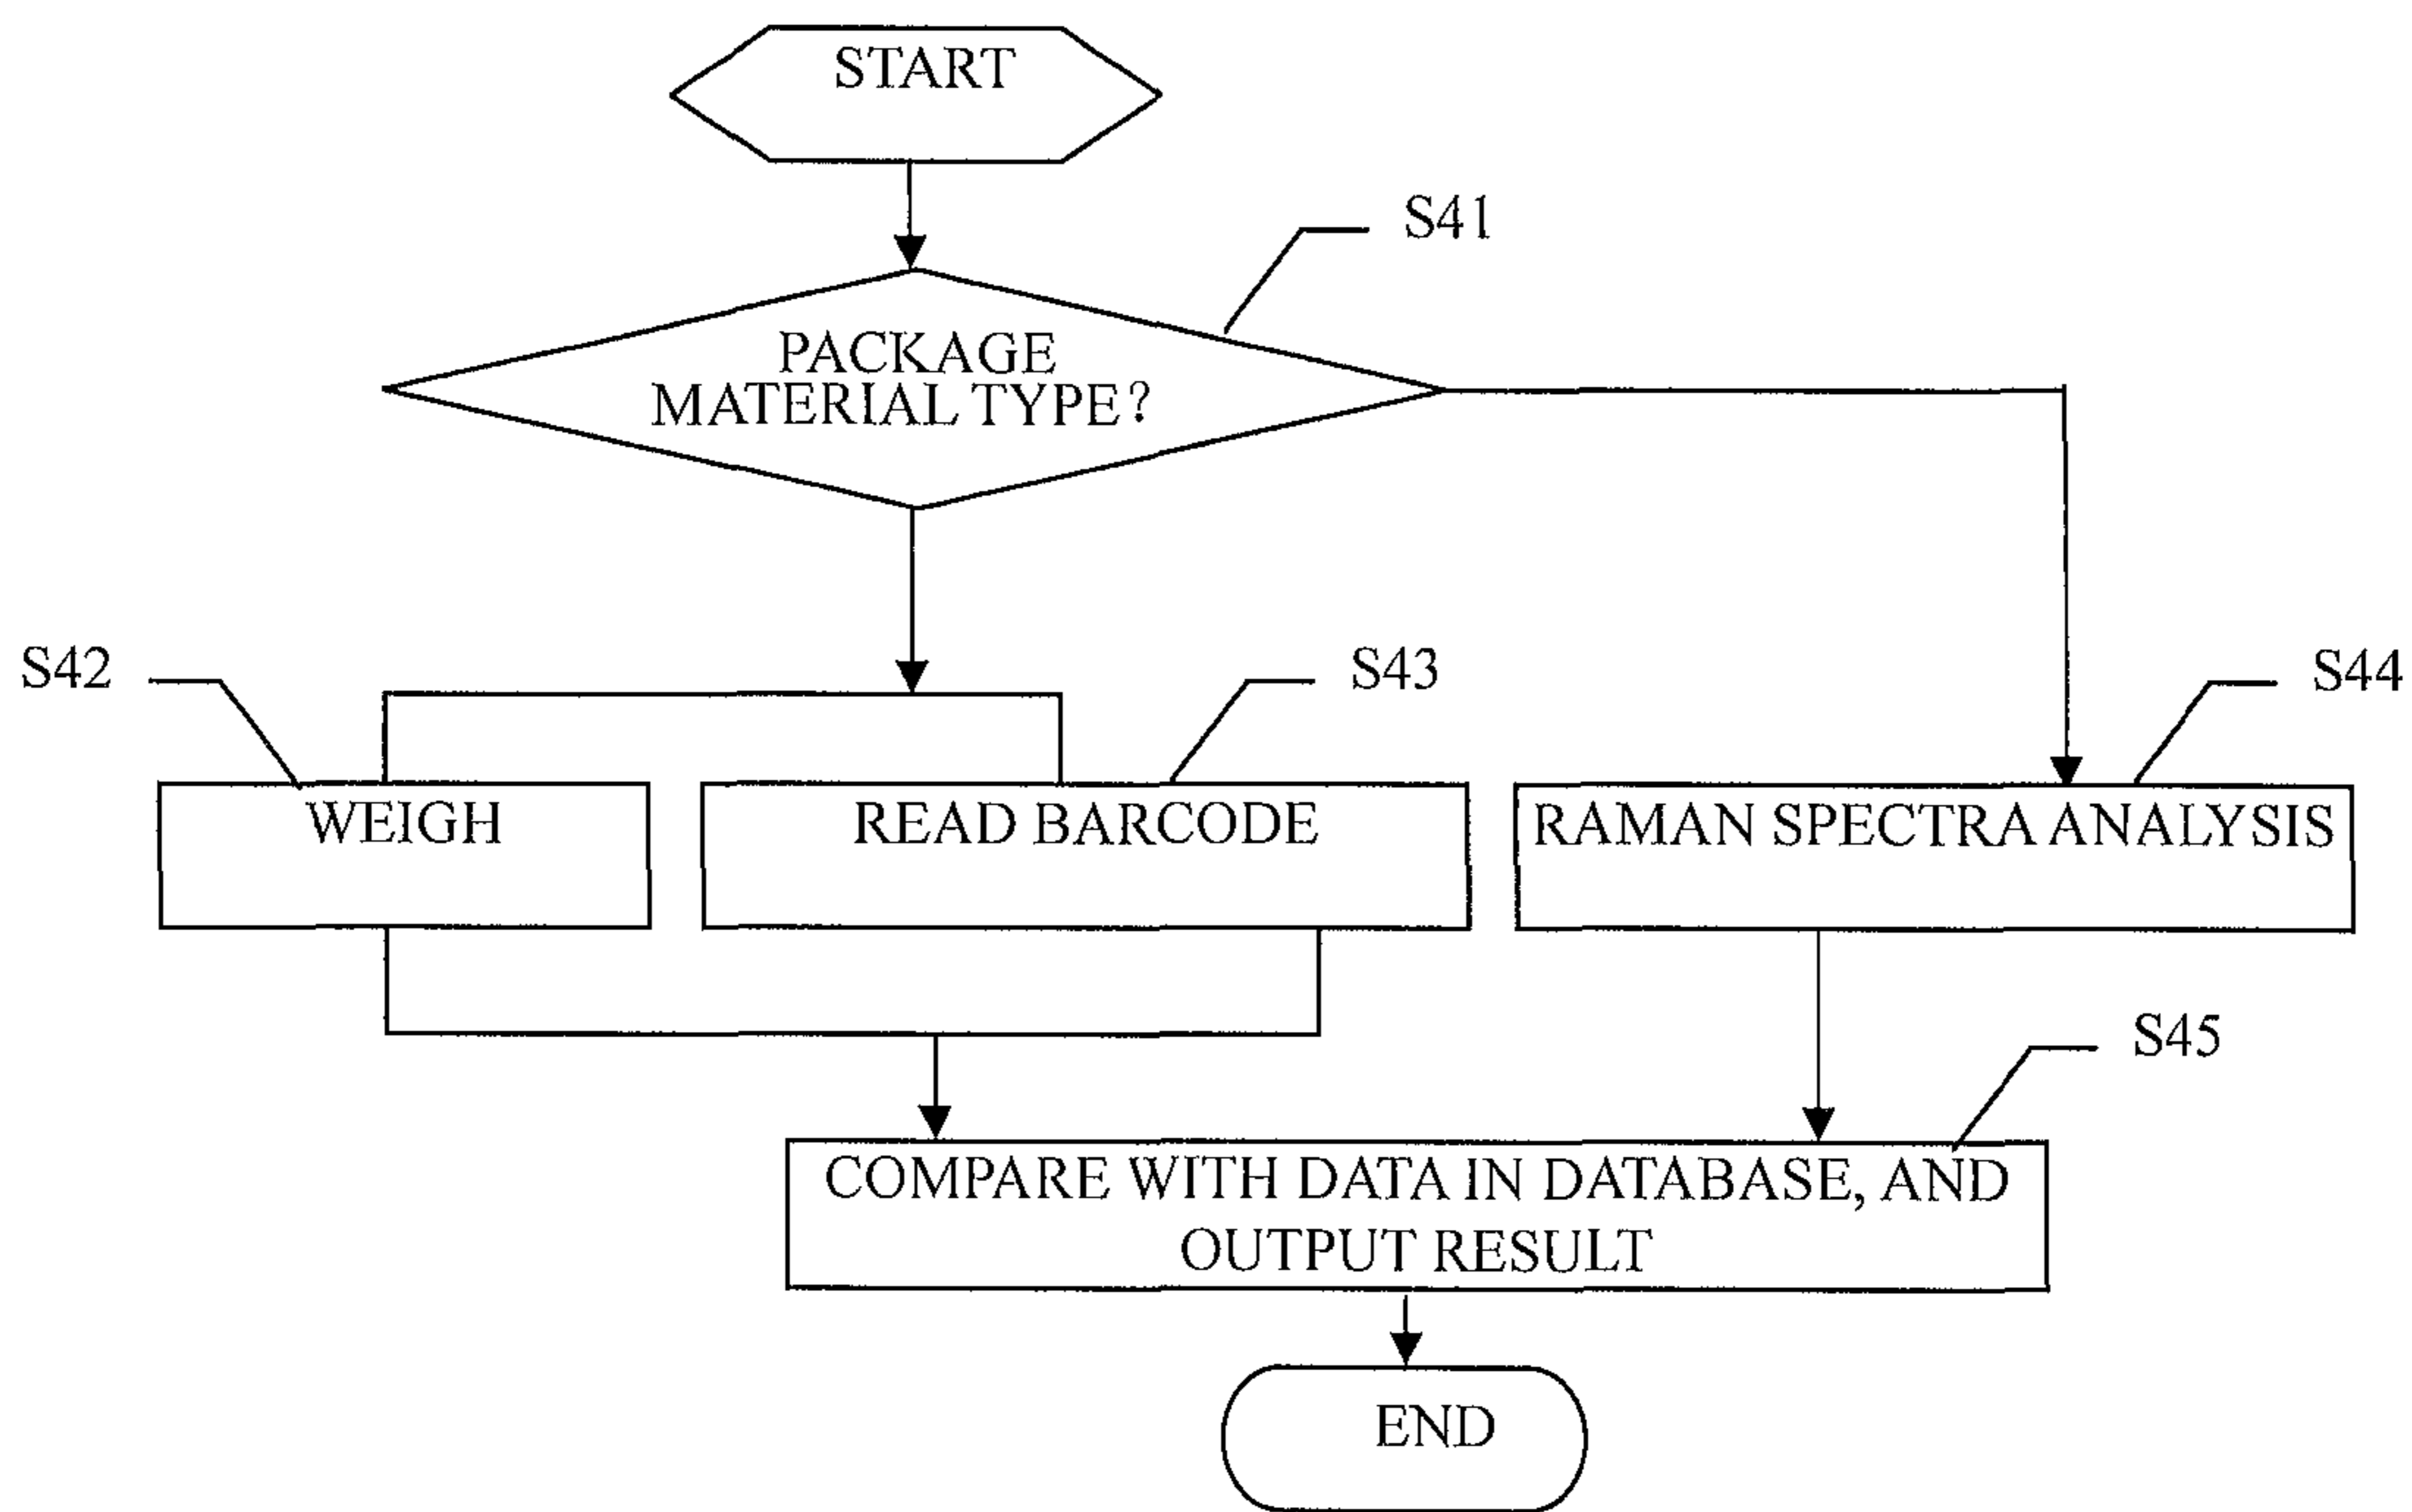 START
S41
PACKAGE
MATERIAL TYPE?
S42
S43
S44
WEIGH
READ BARCODE
RAMAN SPECTRA ANALYSIS
S45
COMPARE WITH DATA IN DATABASE, AND
OUTPUT RESULT
END